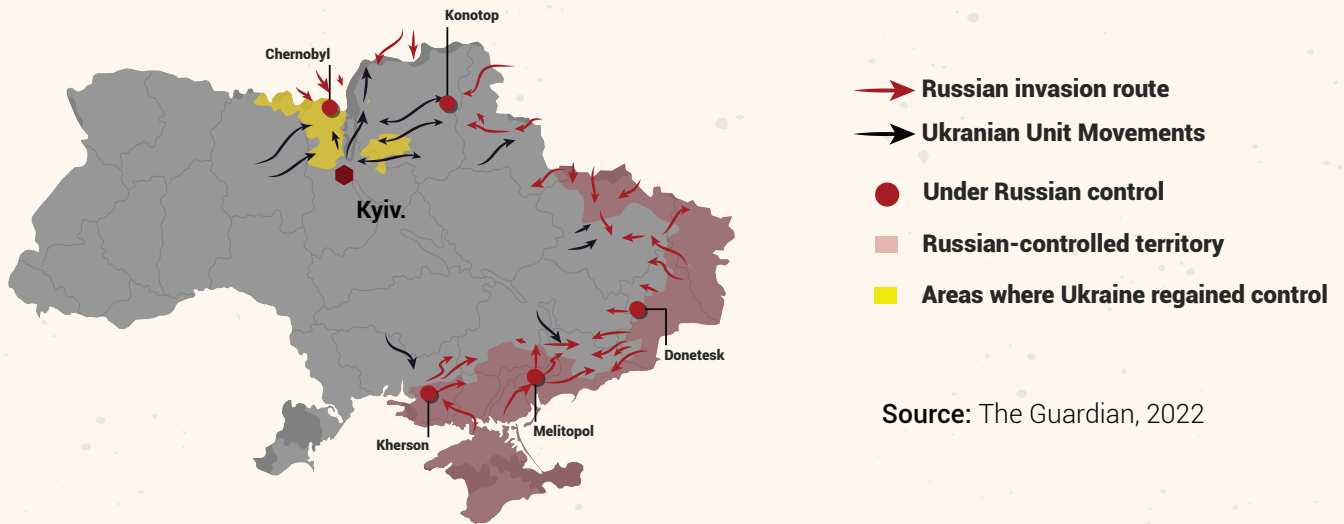 Konotop
Chernobyl
Kyiv.
Donetesk
Kherson
Melitopol
Russian invasion route
Ukranian Unit Movements
Under Russian control
Russian-controlled territory
Areas where Ukraine regained control
Source: The Guardian, 2022